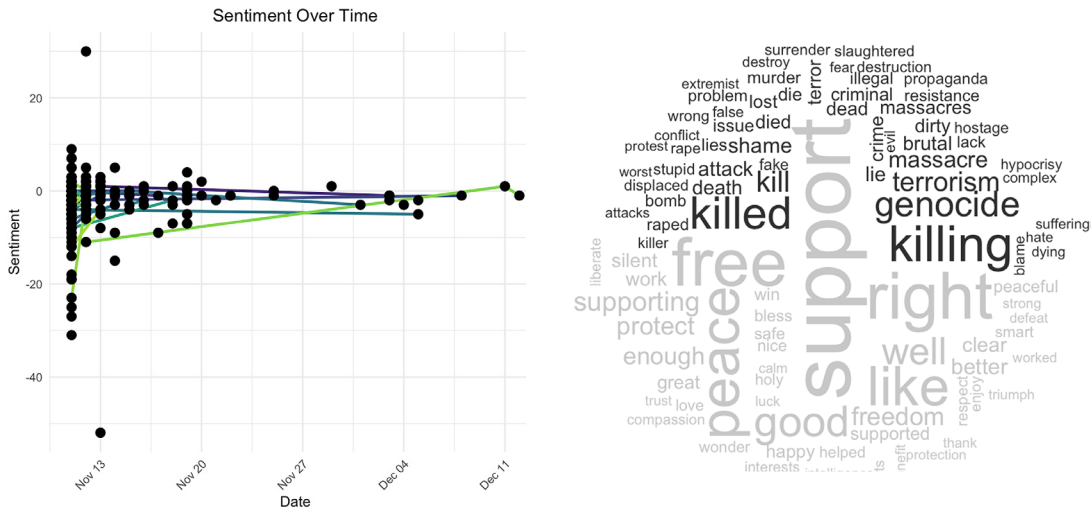 Sentiment Over Time
20
0
-20
-40
Sentiment
Nov 13
Nov 20
Nov 27
Dec 04
Dec 11
Date
surrender slaughtered
destroy
terror
fear destruction
extremist
murder
illegal propaganda
problem lost die
criminal resistance
wrong false
dead massacres
issue died
crime
evil
dirty hostage
conflict
protest rape lies shame
brutal lack
worst stupid attack fake
massacre hypocrisy
displaced death kill
lie terrorism complex
bomb
killed
genocide
attacks
raped
suffering
killer
killing
blame
hate
dying
liberate
silent
free
support
work
right
peaceful
supporting
peace
win
strong
bless
defeat
protect
safe
smart
nice
well
clear
enough
worked
calm
better
great
holy
like
respect
enjoy
triumph
trust love
luck
compassion
good
freedom
supported
wonder
thank
happy helped
protection
interests